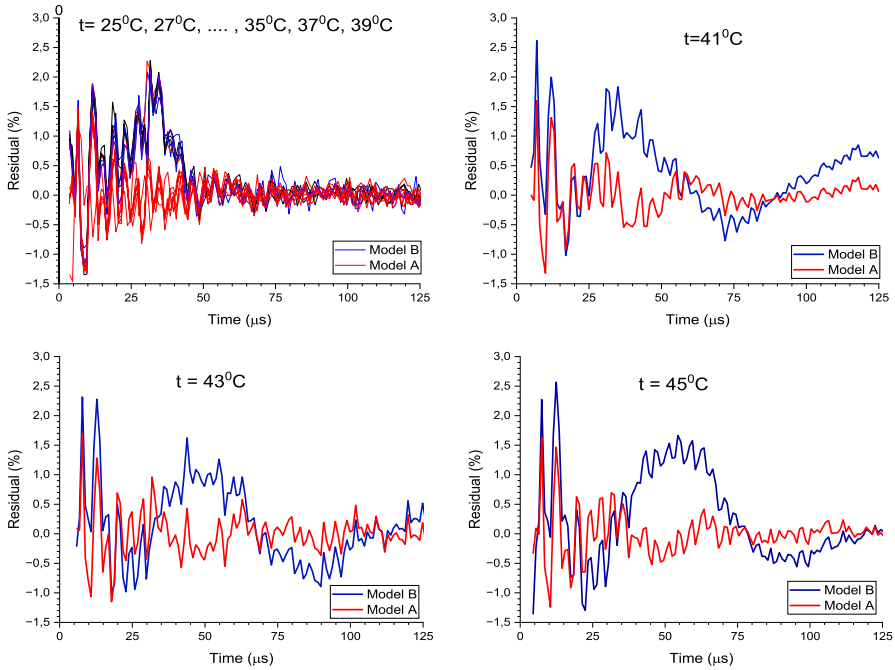 0
t= 25⁰C, 27⁰C, .... , 35⁰C, 37⁰C, 39⁰C
3,0
2,5
2,0
1,5
1,0
0,5
0,0
-0,5
-1,0
-1,5
Residual (%)
Model B
Model A
0 25 50 75 100 125
Time (μs)
t=41⁰C
3,0
2,5
2,0
1,5
1,0
0,5
0,0
-0,5
-1,0
-1,5
Residual (%)
Model B
Model A
0 25 50 75 100 125
Time (μs)
t = 43⁰C
3,0
2,5
2,0
1,5
1,0
0,5
0,0
-0,5
-1,0
-1,5
Residual (%)
Model B
Model A
0 25 50 75 100 125
Time (μs)
t = 45⁰C
3,0
2,5
2,0
1,5
1,0
0,5
0,0
-0,5
-1,0
-1,5
Residual (%)
Model B
Model A
0 25 50 75 100 125
Time (μs)